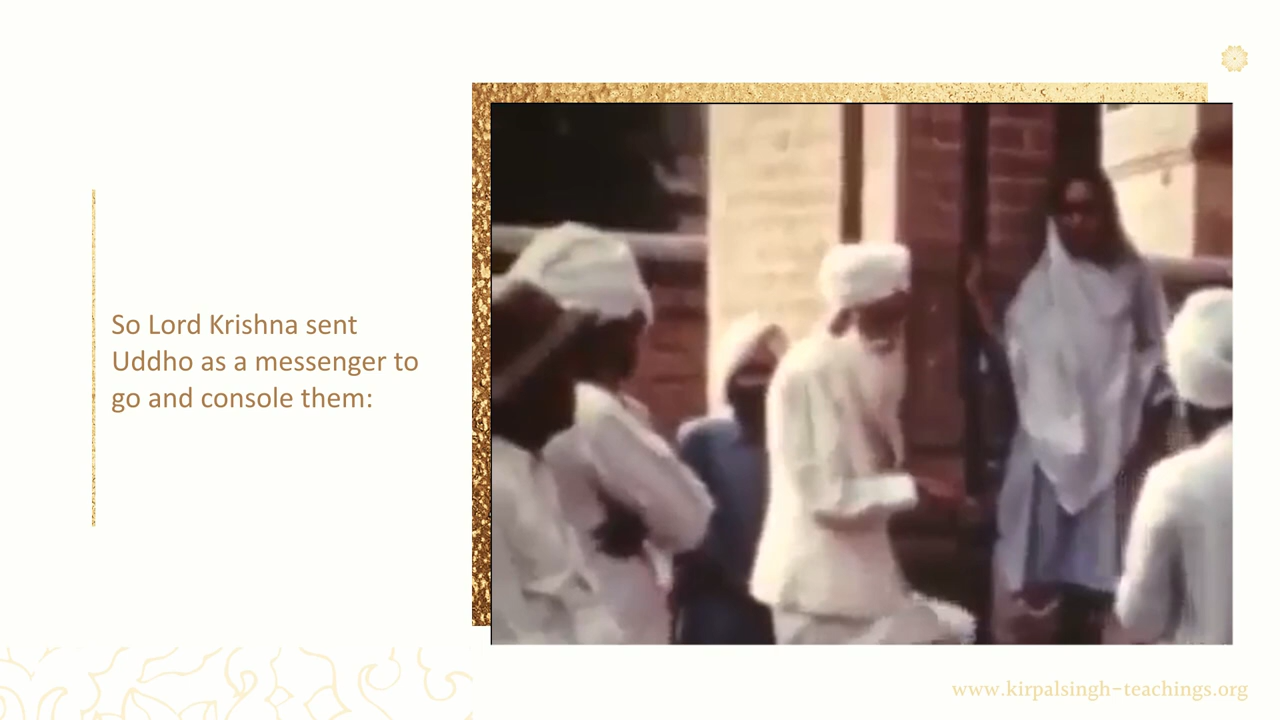 So Lord Krishna sent
Uddho as a messenger to
go and console them:
www.kirpalsingh-teachings.org